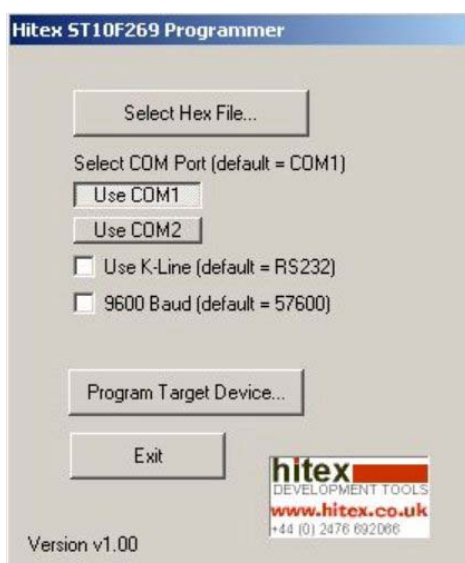 Hitex ST10F269 Programmer
Select Hex File...
Select COM Port (default = COM1)
Use COM1
Use COM2
Use K-Line (default = RS232)
9600 Baud (default = 57600)
Program Target Device...
Exit
hitex
DEVELOPMENT TOOLS
www.hitex.co.uk
+44 (0) 2476 692066
Version v1.00